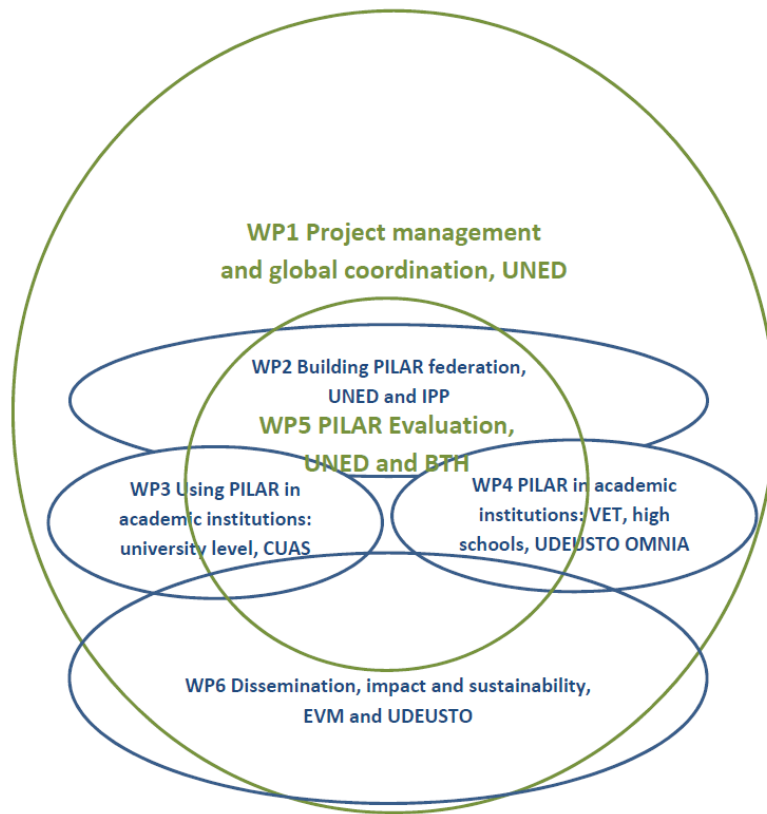 WP1 Project management
and global coordination, UNED
WP2 Building PILAR federation,
UNED and IPP
WP5 PILAR Evaluation,
UNED and BTH
WP3 Using PILAR in
academic institutions:
university level, CUAS
WP4 PILAR in academic
institutions: VET, high
schools, UDEUSTO OMNIA
WP6 Dissemination, impact and sustainability,
EVM and UDEUSTO